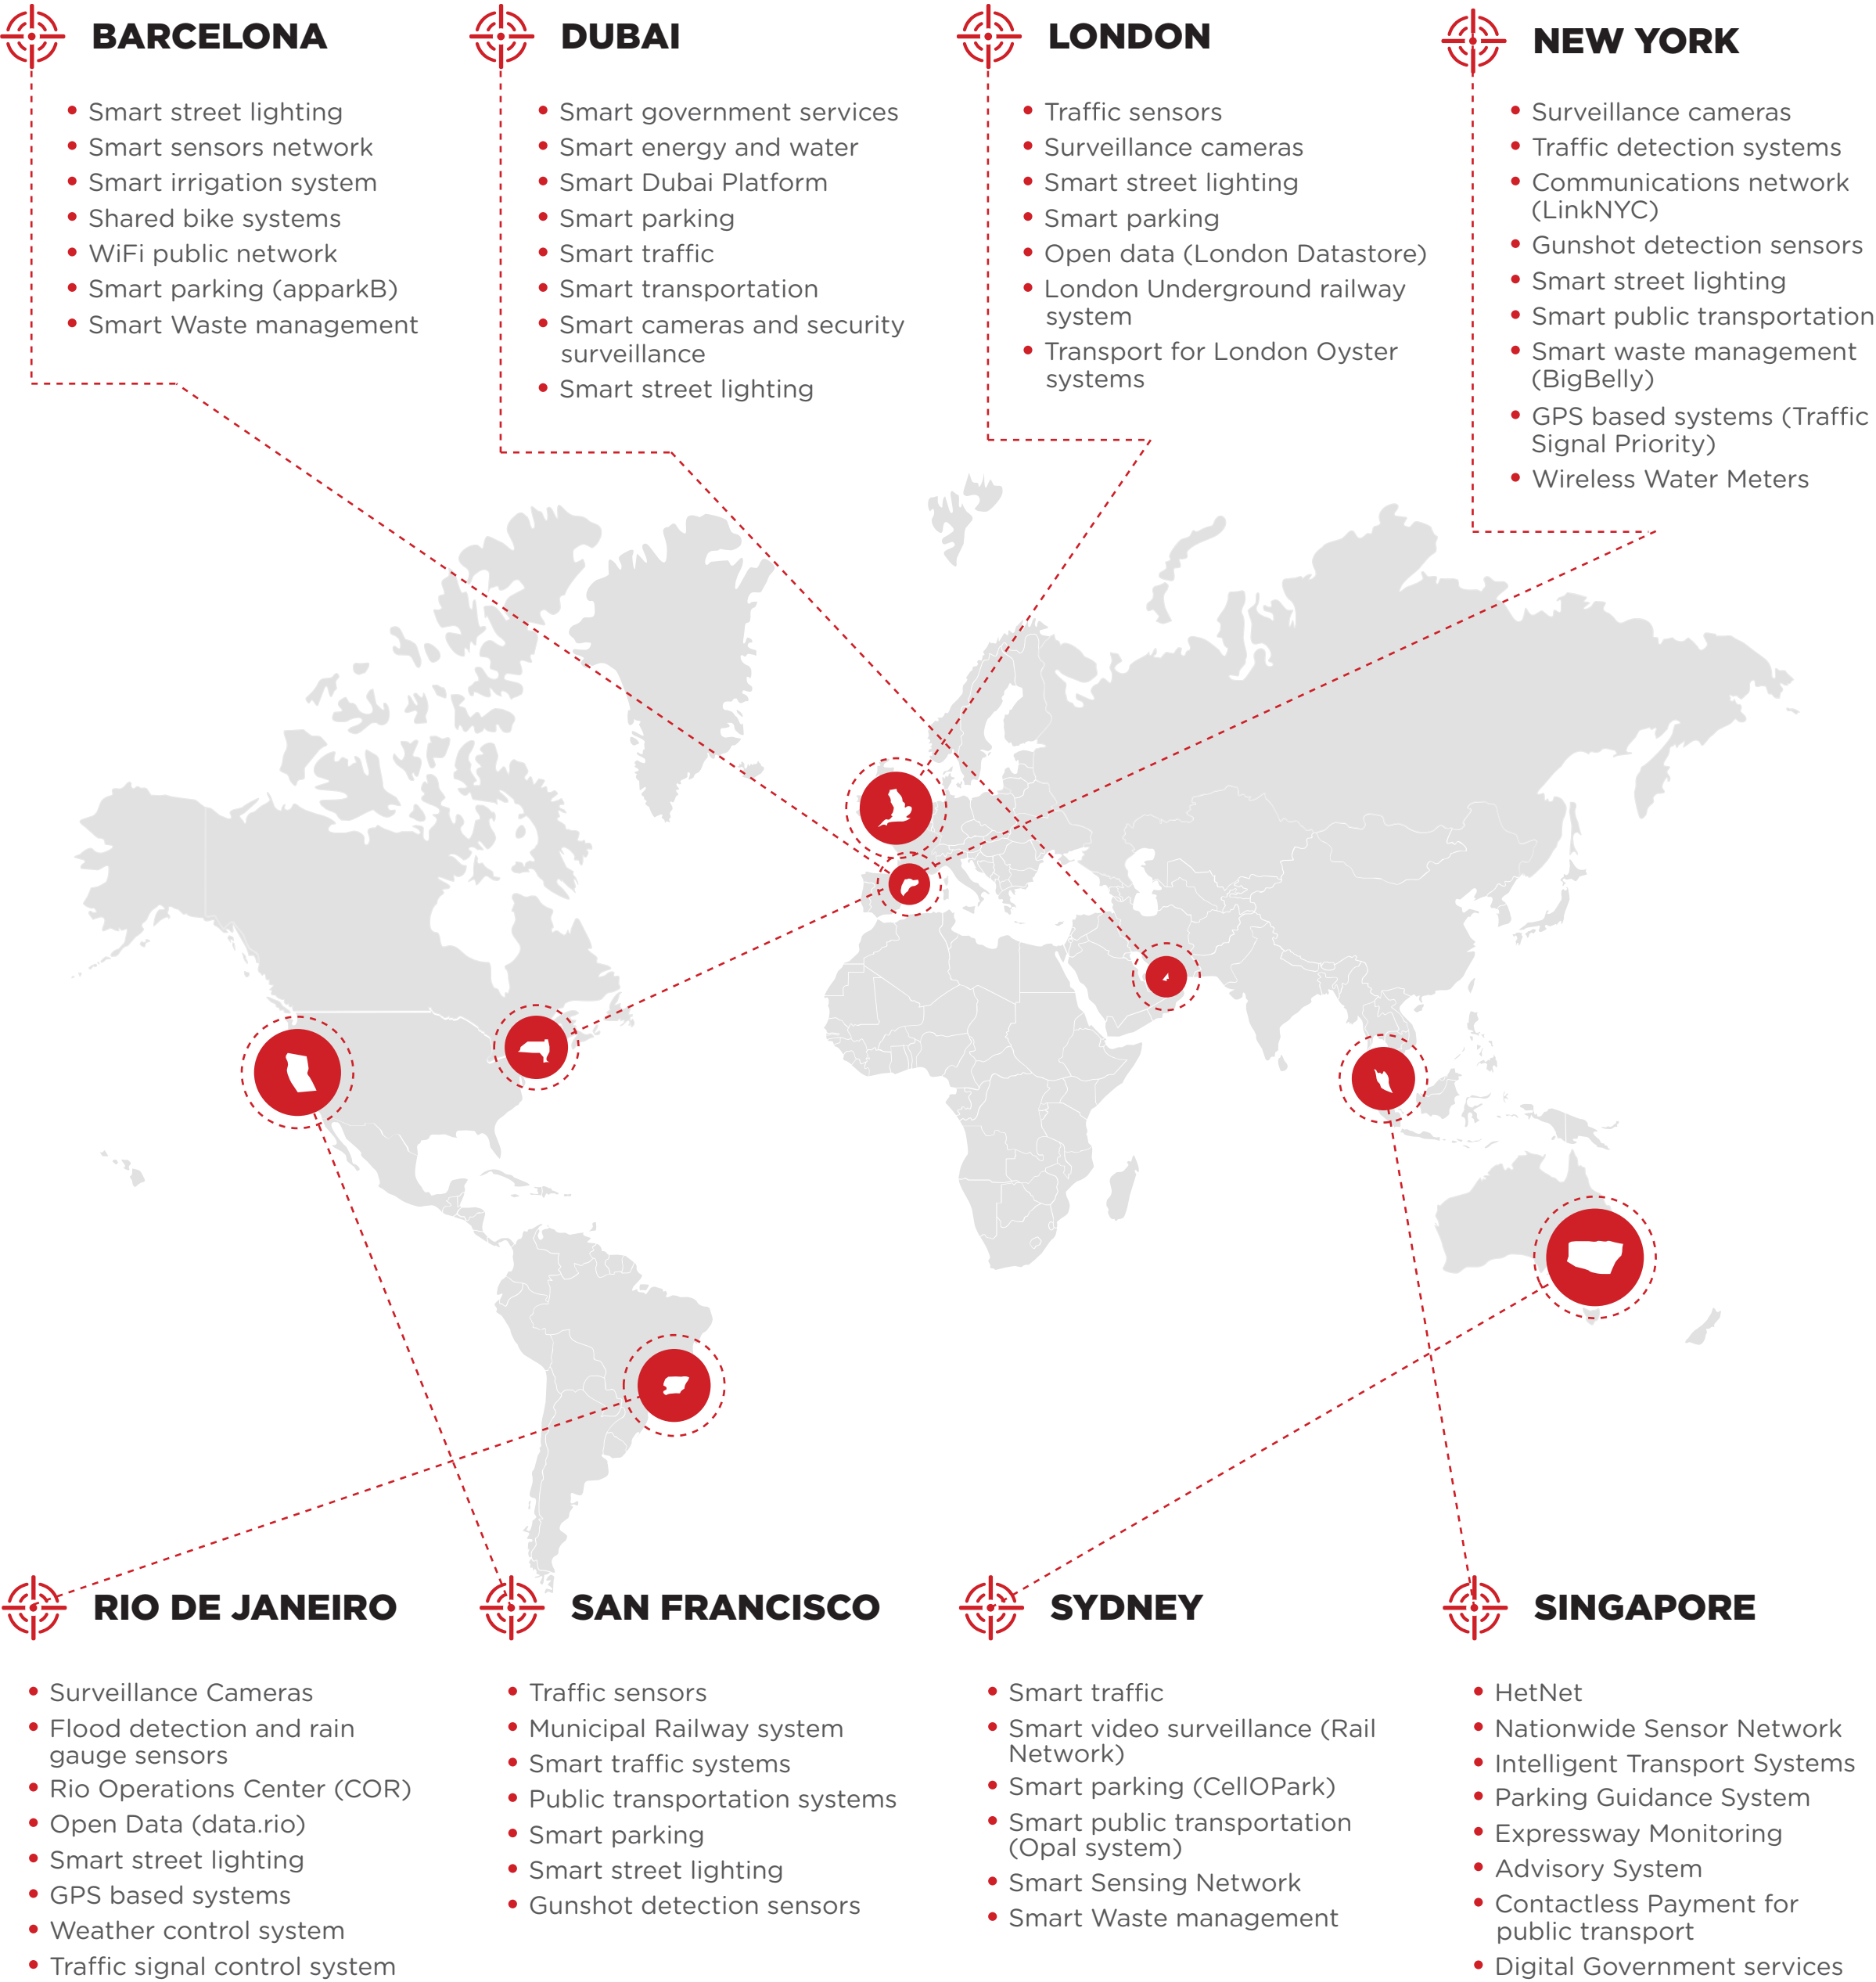 BARCELONA
Smart street lighting
Smart sensors network
Smart irrigation system
Shared bike systems
WiFi public network
Smart parking (apparkB)
Smart Waste management
DUBAI
Smart government services
Smart energy and water
Smart Dubai Platform
Smart parking
Smart traffic
Smart transportation
Smart cameras and security
surveillance
Smart street lighting
LONDON
Traffic sensors
Surveillance cameras
Smart street lighting
Smart parking
Open data (London Datastore)
London Underground railway
system
Transport for London Oyster
systems
NEW YORK
Surveillance cameras
Traffic detection systems
Communications network
(LinkNYC)
Gunshot detection sensors
Smart street lighting
Smart public transportation
Smart waste management
(BigBelly)
GPS based systems (Traffic
Signal Priority)
Wireless Water Meters
RIO DE JANEIRO
Surveillance Cameras
Flood detection and rain
gauge sensors
Rio Operations Center (COR)
Open Data (data.rio)
Smart street lighting
GPS based systems
Weather control system
Traffic signal control system
SAN FRANCISCO
Traffic sensors
Municipal Railway system
Smart traffic systems
Public transportation systems
Smart parking
Smart street lighting
Gunshot detection sensors
SYDNEY
Smart traffic
Smart video surveillance (Rail
Network)
Smart parking (CellOPark)
Smart public transportation
(Opal system)
Smart Sensing Network
Smart Waste management
SINGAPORE
HetNet
Nationwide Sensor Network
Intelligent Transport Systems
Parking Guidance System
Expressway Monitoring
Advisory System
Contactless Payment for
public transport
Digital Government services